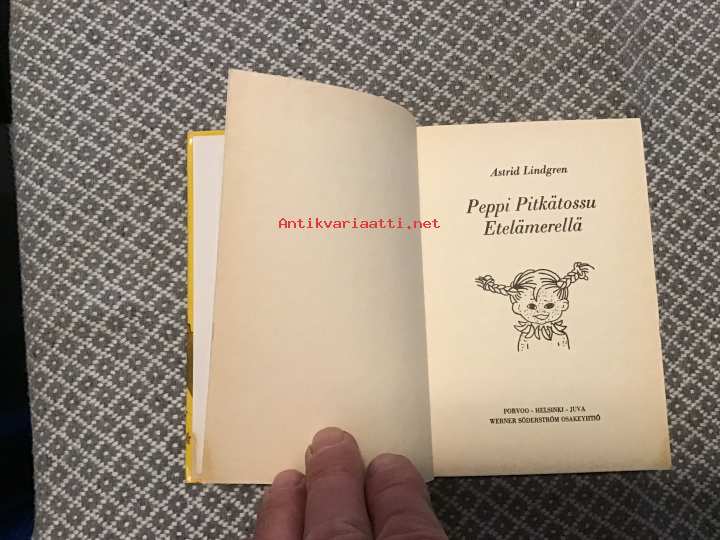 Antikvariaatti.net
Astrid Lindgren
Peppi Pitkätossu
Etelämerellä
PORVOO - HELSINKI - JUVA
WERNER SÖDERSTRÖM OSAKEYHTIÖ